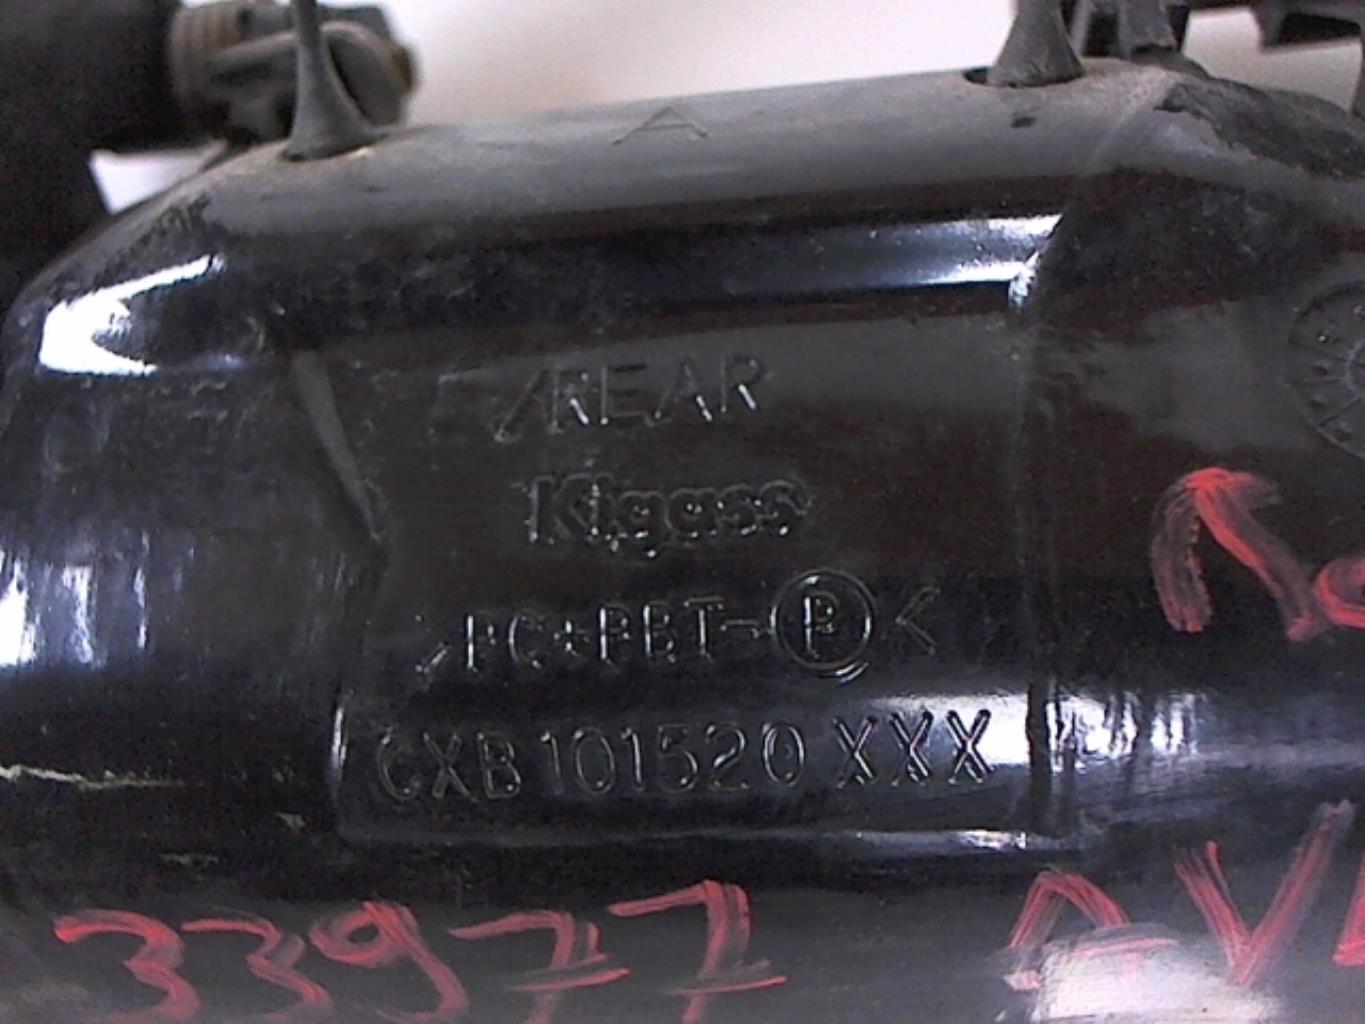 A
/REAR
Kigass
>PC+PBT-P<
CXB 101520 XXX
33977